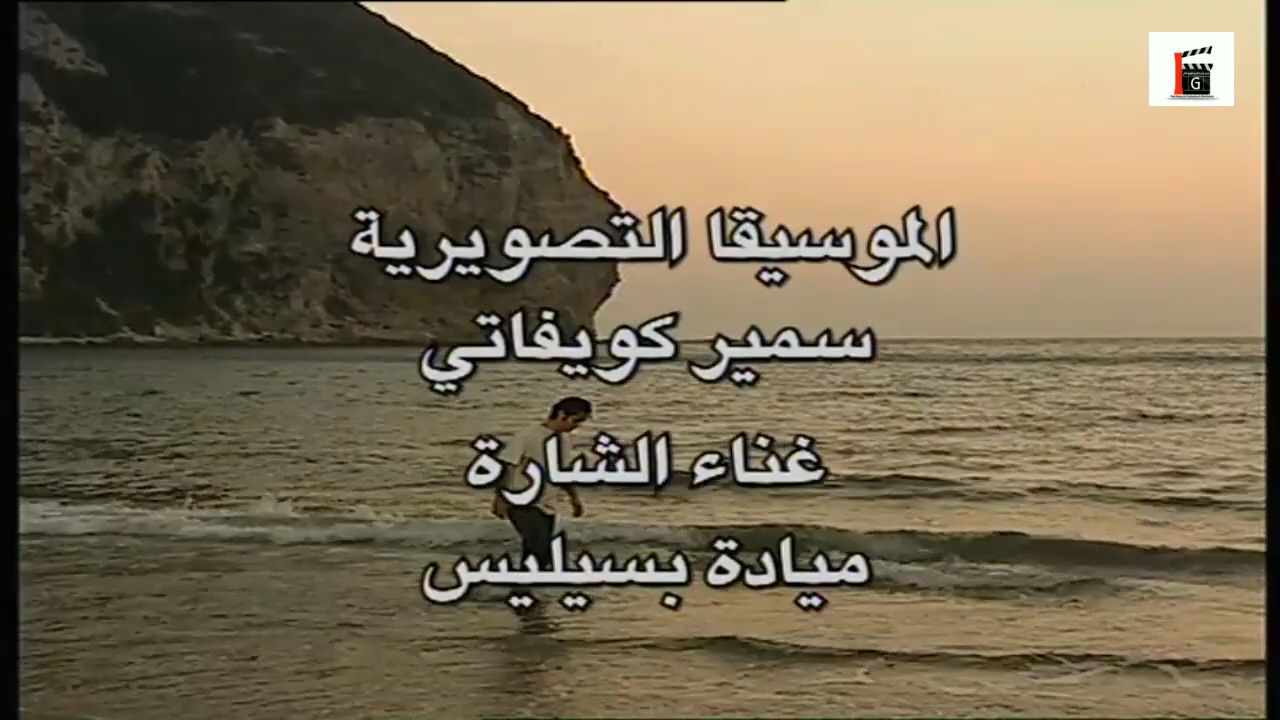 الموسيقا التصويرية
سمير كويفاتي
غناء الشارة
ميادة بسيليس
G